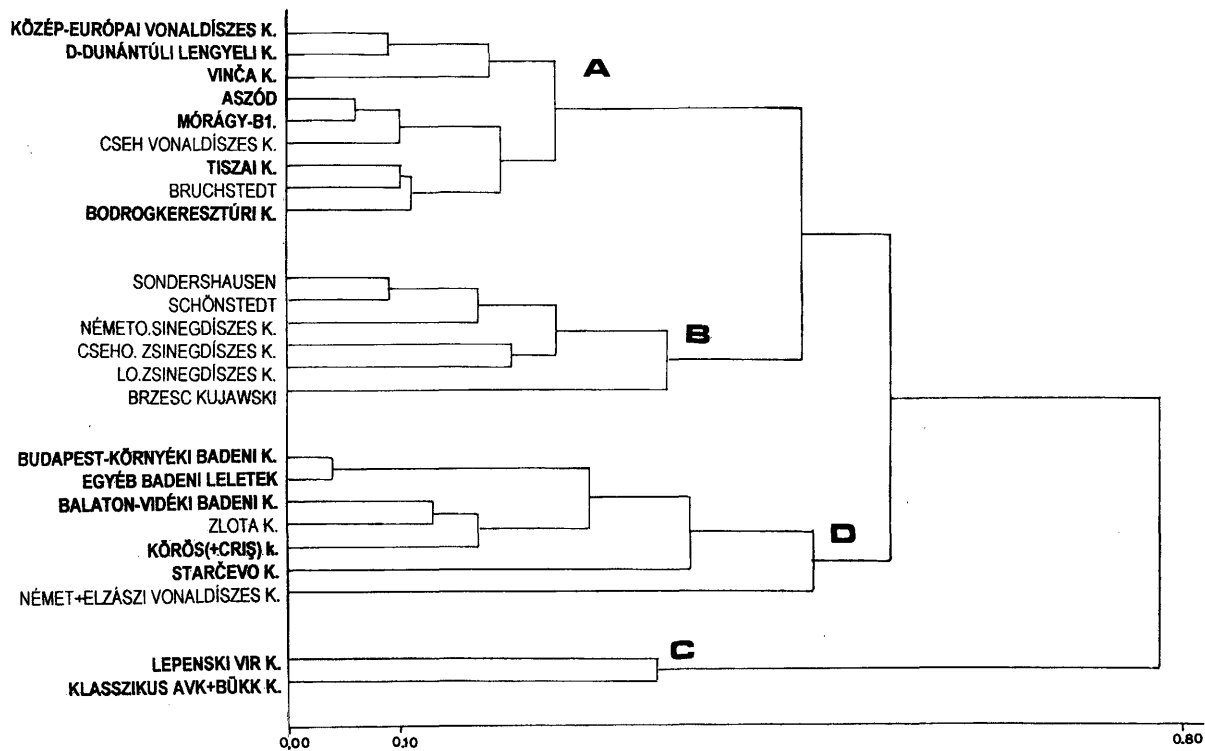 KÖZÉP-EURÓPAI VONALDÍSZES K.
D-DUNÁNTÚLI LENGYELI K.
VINČA K.
A
ASZÓD
MÓRÁGY-B1.
CSEH VONALDÍSZES K.
TISZAI K.
BRUCHSTEDT
BODROGKERESZTÚRI K.
SONDERSHAUSEN
SCHÖNSTEDT
NÉMETO.SINEGDÍSZES K.
B
CSEHO. ZSINEGDÍSZES K.
LO.ZSINEGDÍSZES K.
BRZESC KUJAWSKI
BUDAPEST-KÖRNYÉKI BADENI K.
EGYÉB BADENI LELETEK
BALATON-VIDÉKI BADENI K.
ZLOTA K.
D
KÖRÖS(+CRIŞ) k.
STARČEVO K.
NÉMET+ELZÁSZI VONALDÍSZES K.
C
LEPENSKI VIR K.
KLASSZIKUS AVK+BÜKK K.
0,00 0,10 0,80